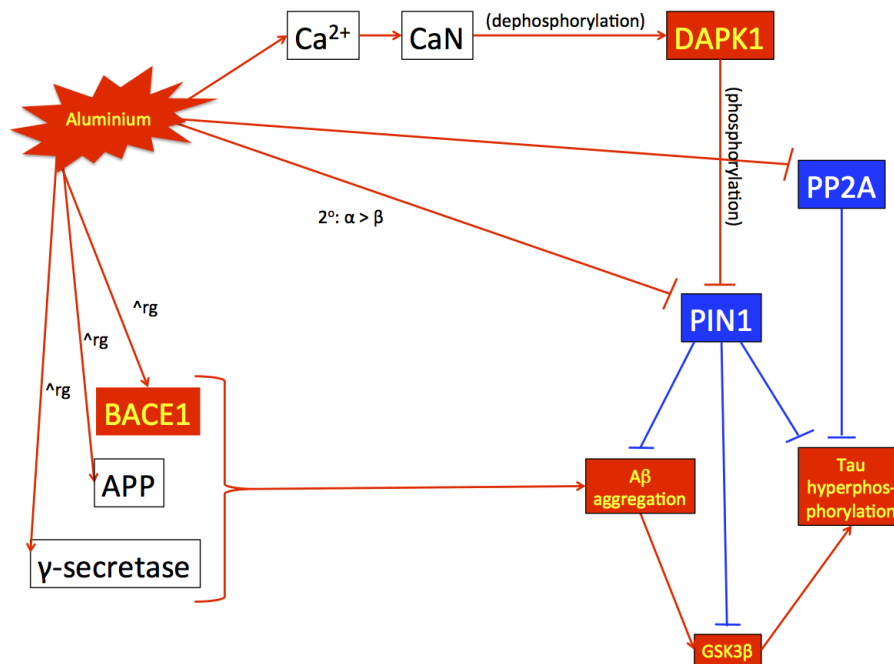 Ca²⁺
CaN
(dephosphorylation)
DAPK1
Aluminium
(phosphorylation)
PP2A
2º: α > β
PIN1
^rg
^rg
^rg
BACE1
APP
γ-secretase
Aβ
aggregation
Tau
hyperphos-
phorylation
GSK3β